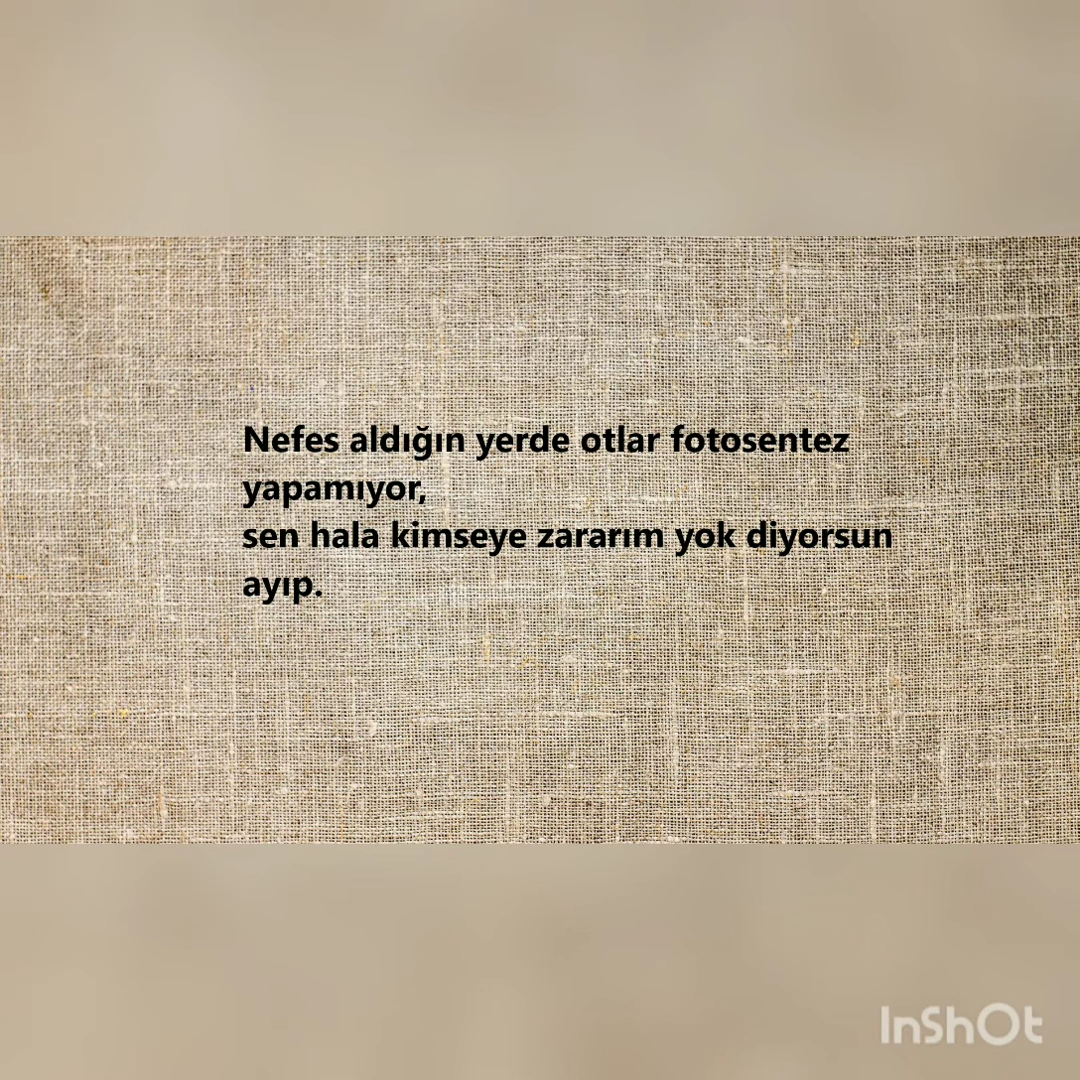 Nefes aldığın yerde otlar fotosentez
yapamıyor,
sen hala kimseye zararım yok diyorsun
ayıp.
InShOt